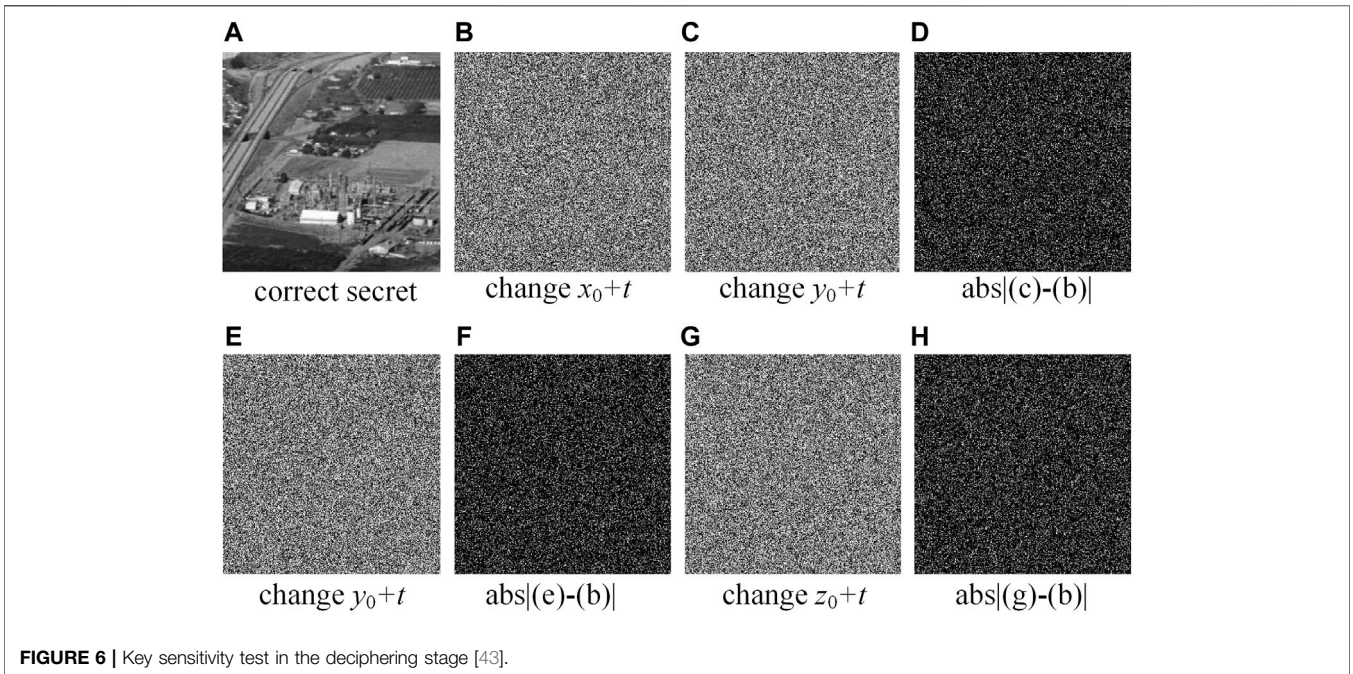 A B C D
correct secret change x₀+t change y₀+t abs|(c)-(b)|
E F G H
change y₀+t abs|(e)-(b)| change z₀+t abs|(g)-(b)|
FIGURE 6 | Key sensitivity test in the deciphering stage [43].